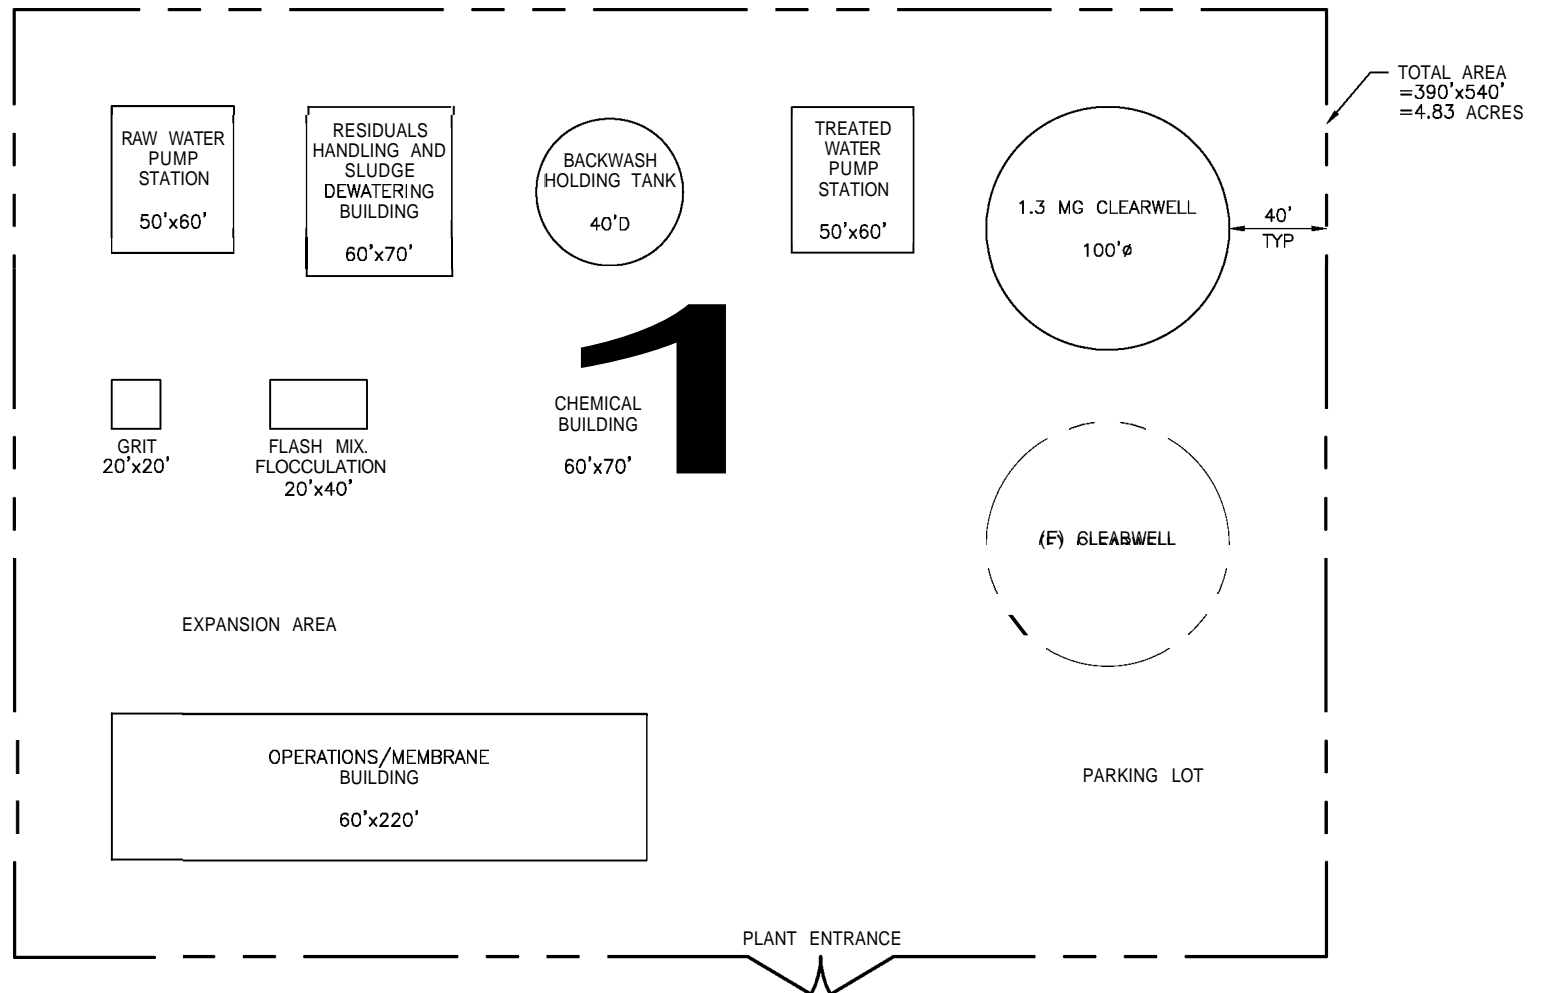 TOTAL AREA
=390'x540'
=4.83 ACRES
RAW WATER
PUMP
STATION
50'x60'
RESIDUALS
HANDLING AND
SLUDGE
DEWATERING
BUILDING
60'x70'
BACKWASH
HOLDING TANK
40'D
TREATED
WATER
PUMP
STATION
50'x60'
1.3 MG CLEARWELL
100'ø
40'
TYP
1
GRIT
20'x20'
FLASH MIX.
FLOCCULATION
20'x40'
CHEMICAL
BUILDING
60'x70'
(F) CLEARWELL
EXPANSION AREA
OPERATIONS/MEMBRANE
BUILDING
60'x220'
PARKING LOT
PLANT ENTRANCE